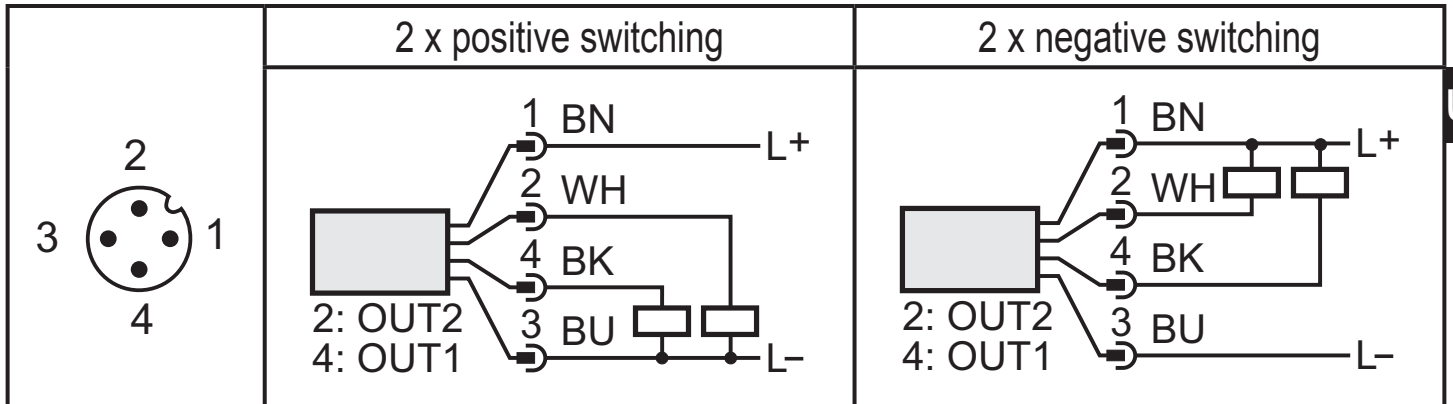 2 x positive switching
2 x negative switching
2
3
1
4
1 BN
L+
2 WH
4 BK
3 BU
L–
2: OUT2
4: OUT1
1 BN
L+
2 WH
4 BK
3 BU
L–
2: OUT2
4: OUT1